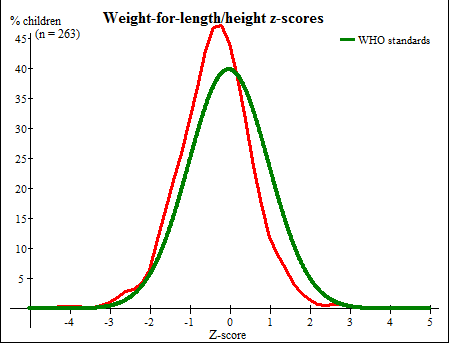 Weight-for-length/height z-scores
% children
(n = 263)
WHO standards
45
40
35
30
25
20
15
10
5
-4 -3 -2 -1 0 1 2 3 4 5
Z-score